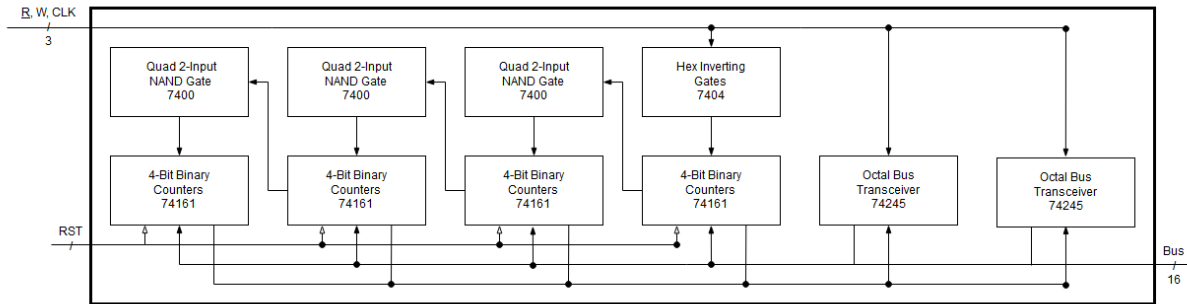 R, W, CLK
3
Quad 2-Input
NAND Gate
7400
Quad 2-Input
NAND Gate
7400
Quad 2-Input
NAND Gate
7400
Hex Inverting
Gates
7404
4-Bit Binary
Counters
74161
4-Bit Binary
Counters
74161
4-Bit Binary
Counters
74161
4-Bit Binary
Counters
74161
Octal Bus
Transceiver
74245
Octal Bus
Transceiver
74245
RST
Bus
16